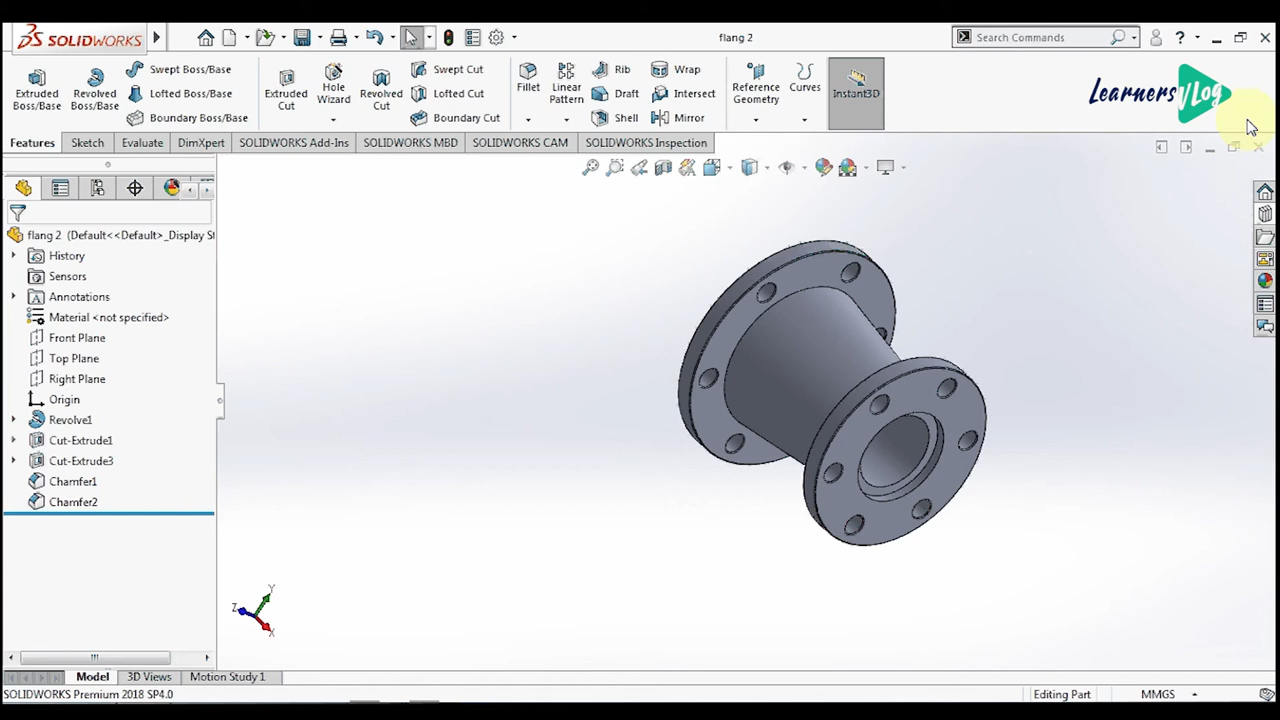 SOLIDWORKS
flang 2
Search Commands
Extruded Boss/Base
Revolved Boss/Base
Swept Boss/Base
Lofted Boss/Base
Boundary Boss/Base
Extruded Cut
Hole Wizard
Revolved Cut
Swept Cut
Lofted Cut
Boundary Cut
Fillet
Linear Pattern
Rib
Draft
Shell
Wrap
Intersect
Mirror
Reference Geometry
Curves
Instant3D
Learners Vlog
Features
Sketch
Evaluate
DimXpert
SOLIDWORKS Add-Ins
SOLIDWORKS MBD
SOLIDWORKS CAM
SOLIDWORKS Inspection
flang 2 (Default<<Default>_Display St
History
Sensors
Annotations
Material <not specified>
Front Plane
Top Plane
Right Plane
Origin
Revolve1
Cut-Extrude1
Cut-Extrude3
Chamfer1
Chamfer2
Y
Z
X
Model
3D Views
Motion Study 1
SOLIDWORKS Premium 2018 SP4.0
Editing Part
MMGS